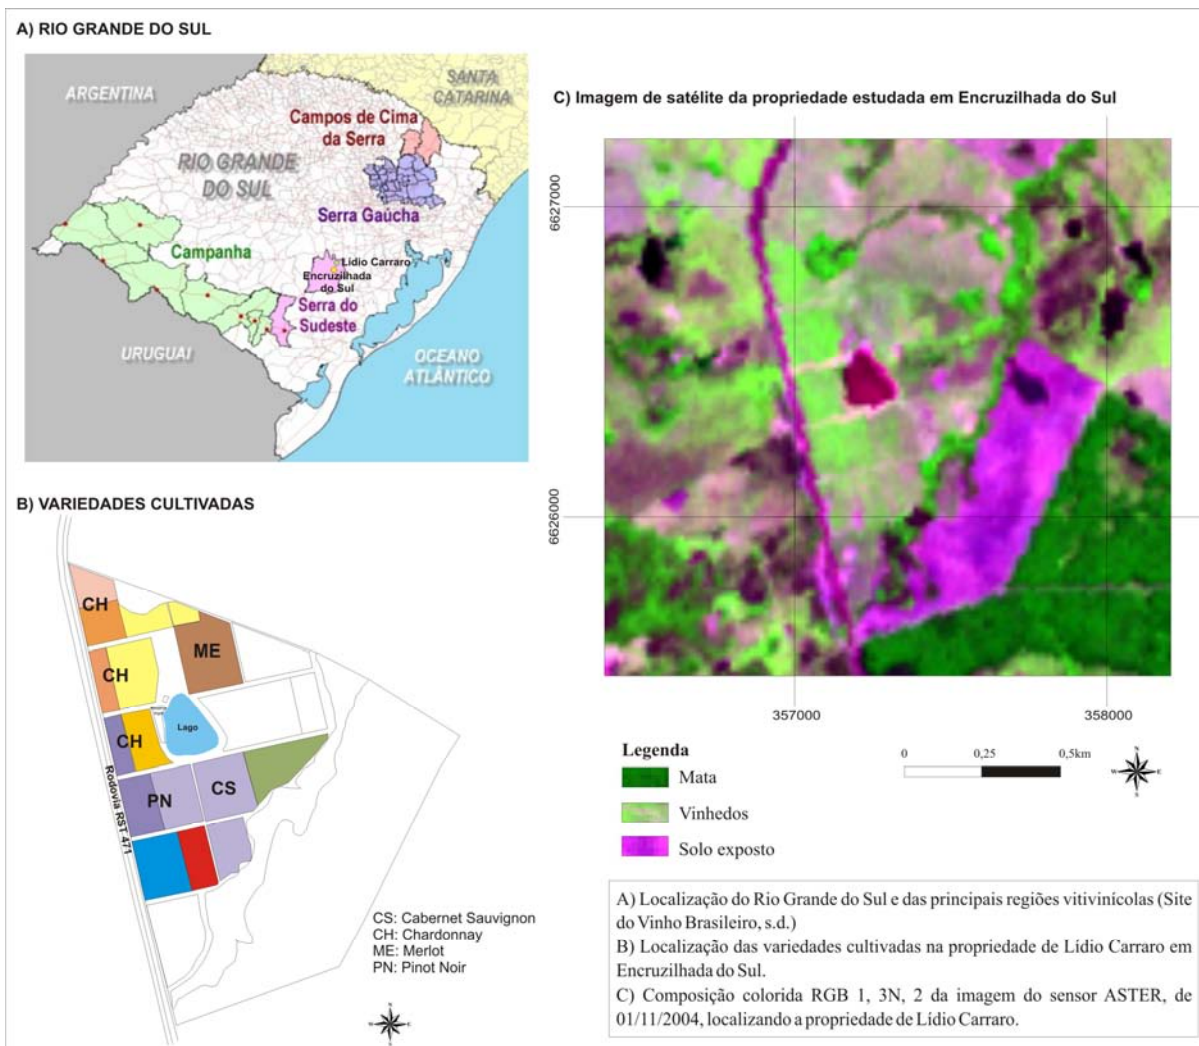 A) RIO GRANDE DO SUL
ARGENTINA
SANTA
CATARINA
Campos de Cima
da Serra
RIO GRANDE
DO SUL
Serra Gaúcha
Campanha
Lídio Carraro
Encruzilhada
do Sul
Serra do
Sudeste
URUGUAI
OCEANO
ATLÂNTICO
B) VARIEDADES CULTIVADAS
CH
ME
CH
Lago
CH
PN
CS
Rodovia RST 471
CS: Cabernet Sauvignon
CH: Chardonnay
ME: Merlot
PN: Pinot Noir
N
W
E
S
C) Imagem de satélite da propriedade estudada em Encruzilhada do Sul
6627000
6626000
357000
358000
Legenda
Mata
Vinhedos
Solo exposto
0
0,25
0,5km
N
W
E
S
A) Localização do Rio Grande do Sul e das principais regiões vitivinícolas (Site
do Vinho Brasileiro, s.d.)
B) Localização das variedades cultivadas na propriedade de Lídio Carraro em
Encruzilhada do Sul.
C) Composição colorida RGB 1, 3N, 2 da imagem do sensor ASTER, de
01/11/2004, localizando a propriedade de Lídio Carraro.